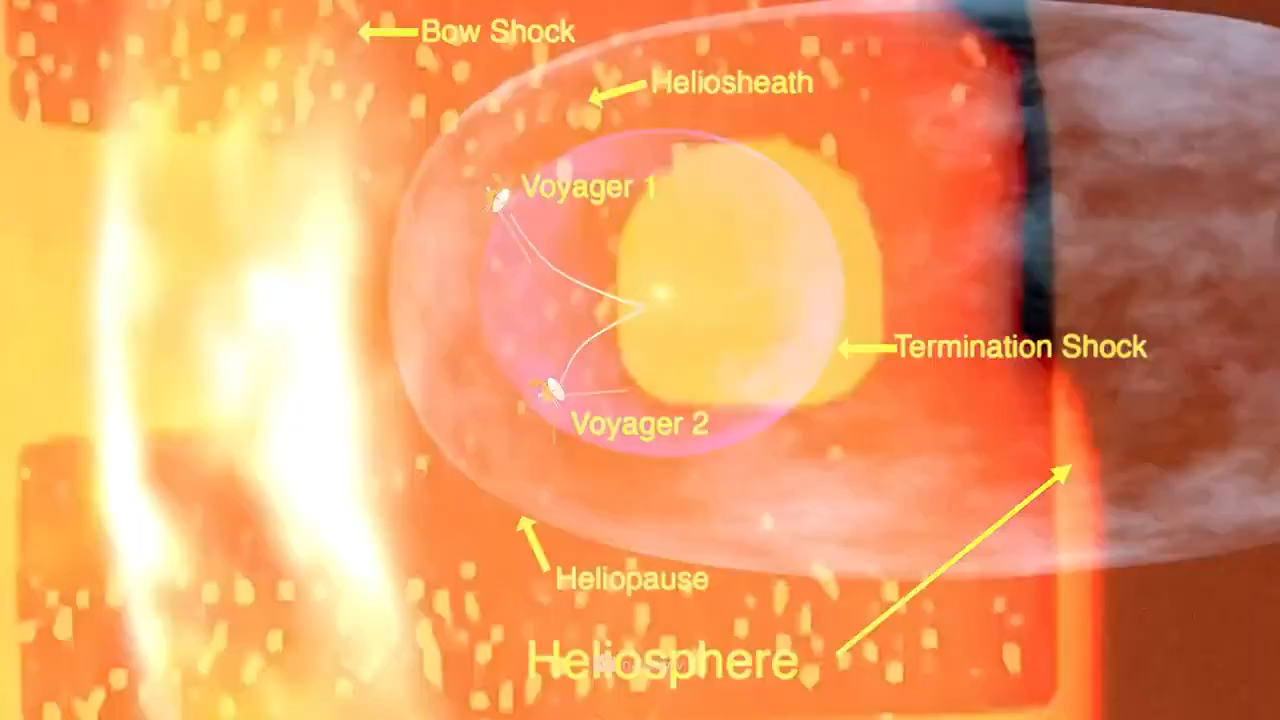 Bow Shock
Heliosheath
Voyager 1
Termination Shock
Voyager 2
Heliopause
Heliosphere